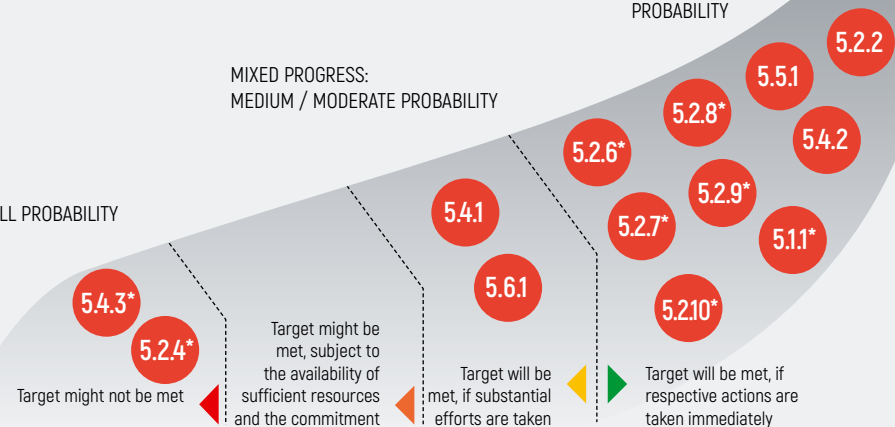 PROBABILITY
MIXED PROGRESS:
MEDIUM / MODERATE PROBABILITY
LL PROBABILITY
5.2.2
5.5.1
5.2.8*
5.4.2
5.2.6*
5.2.9*
5.4.1
5.2.7*
5.1.1*
5.6.1
5.4.3*
5.2.10*
5.2.4*
Target might not be met
Target might be
met, subject to
the availability of
sufficient resources
and the commitment
Target will be
met, if substantial
efforts are taken
Target will be met, if
respective actions are
taken immediately